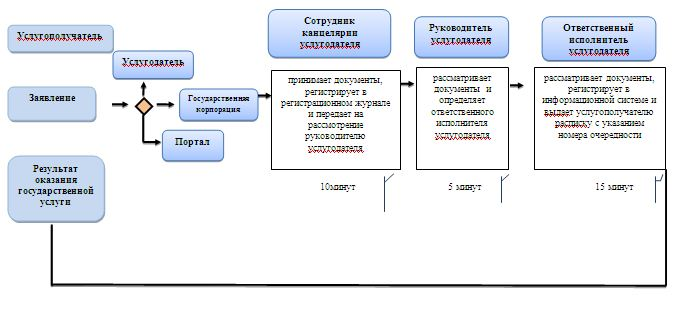 Услугополучатель
Услугодатель
Заявление
Государственная
корпорация
Портал
Результат
оказания
государственной
услуги
Сотрудник
канцелярии
услугодателя
принимает документы,
регистрирует в
регистрационном журнале
и передает на
рассмотрение
руководителю
услугодателя
10минут
Руководитель
услугодателя
рассматривает
документы и
определяет
ответственного
исполнителя
услугодателя
5 минут
Ответственный
исполнитель
услугодателя
рассматривает документы,
регистрирует в
информационной системе и
выдает услугополучателю
расписку с указанием
номера очередности
15 минут